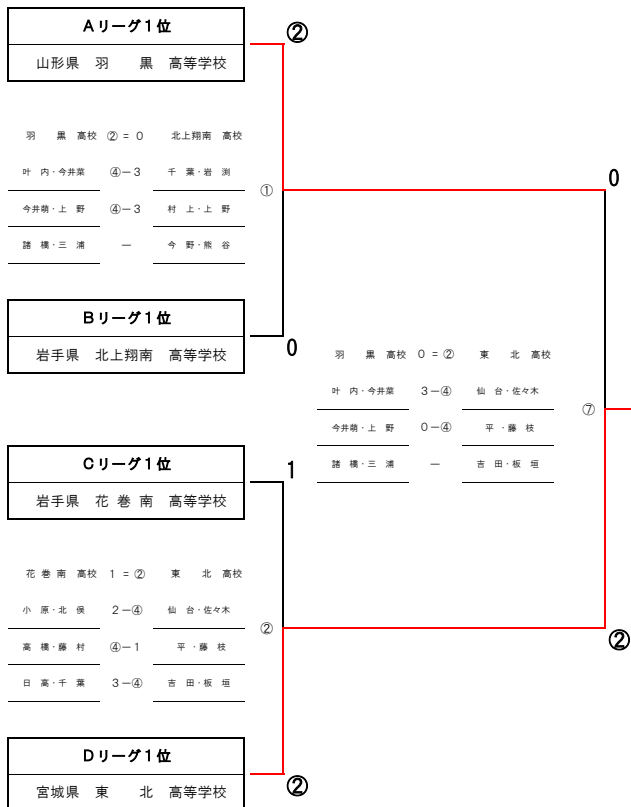 Aリーグ1位
②
山形県 羽 黒 高等学校
羽 黒 高校 ② = 0 北上翔南 高校
叶 内・今井菜 ④－3 千 葉・岩 渕
①
0
今井萌・上 野 ④－3 村 上・上 野
諸 橋・三 浦 － 今 野・熊 谷
Bリーグ1位
岩手県 北上翔南 高等学校
0
羽 黒 高校 0 = ② 東 北 高校
叶 内・今井菜 3－④ 仙 台・佐々木
⑦
今井萌・上 野 0－④ 平 ・藤 枝
諸 橋・三 浦 － 吉 田・板 垣
Cリーグ1位
1
岩手県 花 巻 南 高等学校
花 巻 南 高校 1 = ② 東 北 高校
小 原・北 俣 2－④ 仙 台・佐々木
②
②
高 橋・藤 村 ④－1 平 ・藤 枝
日 高・千 葉 3－④ 吉 田・板 垣
Dリーグ1位
②
宮城県 東 北 高等学校